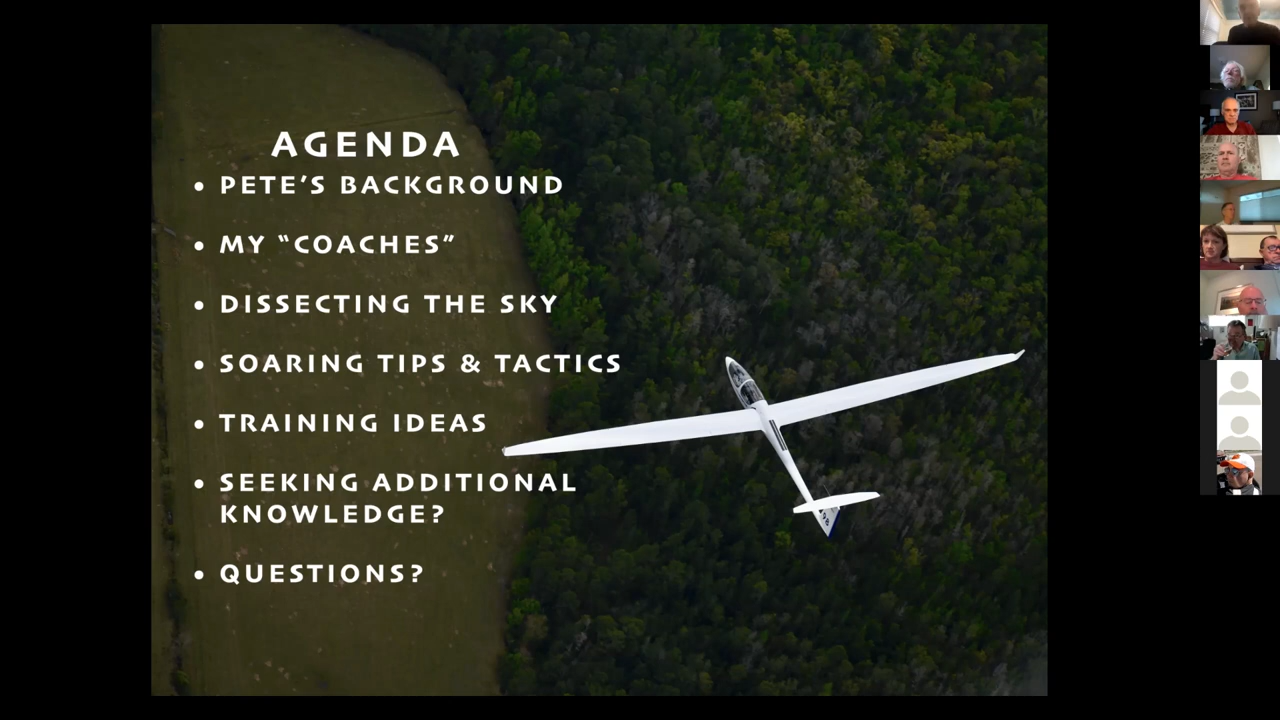 AGENDA
• PETE'S BACKGROUND
• MY “COACHES”
• DISSECTING THE SKY
• SOARING TIPS & TACTICS
• TRAINING IDEAS
• SEEKING ADDITIONAL
KNOWLEDGE?
• QUESTIONS?